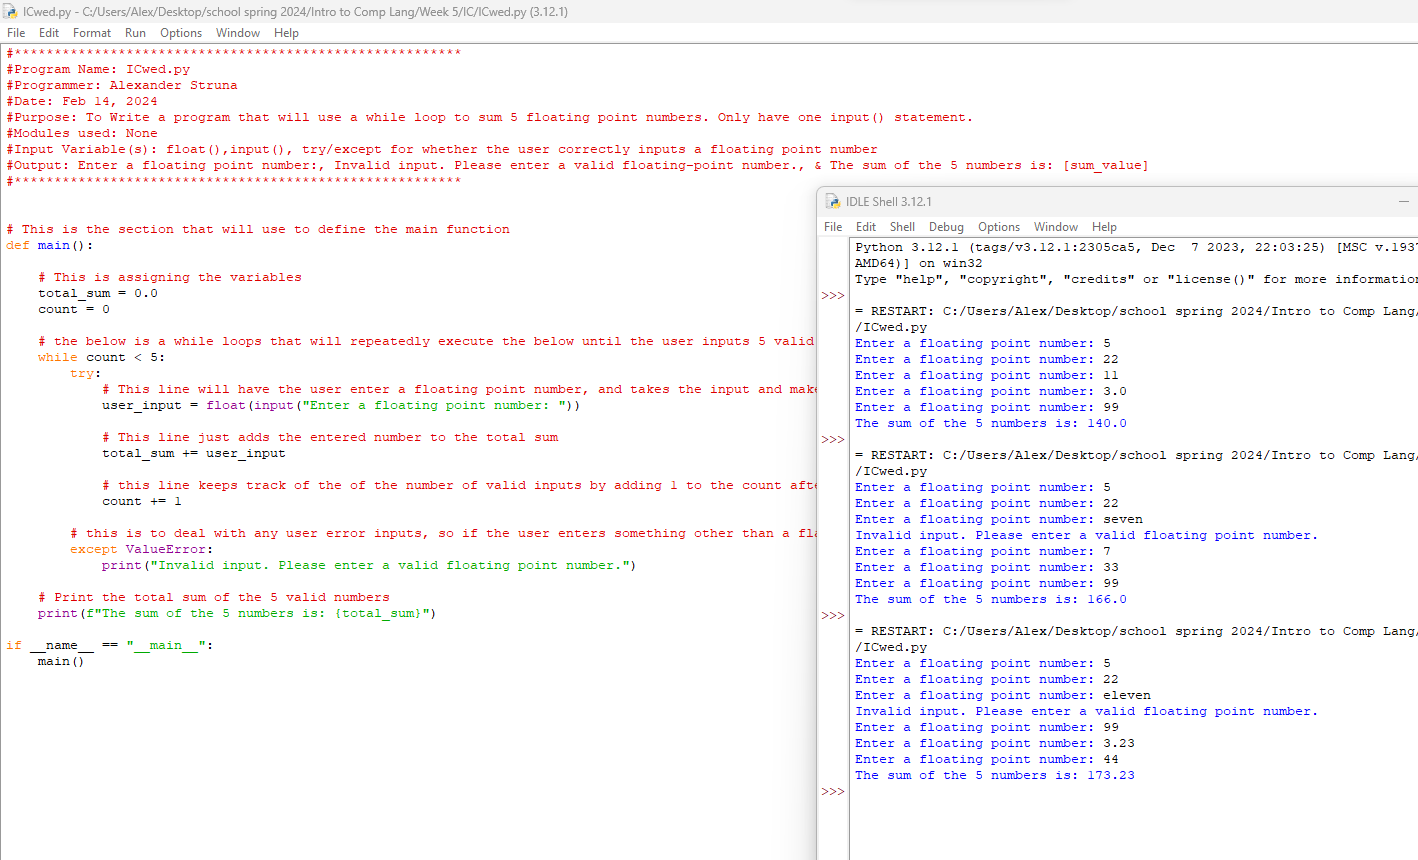 ICwed.py - C:/Users/Alex/Desktop/school spring 2024/Intro to Comp Lang/Week 5/IC/ICwed.py (3.12.1)
File Edit Format Run Options Window Help
#********************************************************
#Program Name: ICwed.py
#Programmer: Alexander Struna
#Date: Feb 14, 2024
#Purpose: To Write a program that will use a while loop to sum 5 floating point numbers. Only have one input() statement.
#Modules used: None
#Input Variable(s): float(),input(), try/except for whether the user correctly inputs a floating point number
#Output: Enter a floating point number:, Invalid input. Please enter a valid floating-point number., & The sum of the 5 numbers is: [sum_value]
#********************************************************
# This is the section that will use to define the main function
def main():
    # This is assigning the variables
    total_sum = 0.0
    count = 0
    # the below is a while loops that will repeatedly execute the below until the user inputs 5 valid
    while count < 5:
        try:
            # This line will have the user enter a floating point number, and takes the input and make
            user_input = float(input("Enter a floating point number: "))
            # This line just adds the entered number to the total sum
            total_sum += user_input
            # this line keeps track of the of the number of valid inputs by adding 1 to the count afte
            count += 1
        # this is to deal with any user error inputs, so if the user enters something other than a fla
        except ValueError:
            print("Invalid input. Please enter a valid floating point number.")
    # Print the total sum of the 5 valid numbers
    print(f"The sum of the 5 numbers is: {total_sum}")
if __name__ == "__main__":
    main()
IDLE Shell 3.12.1
File Edit Shell Debug Options Window Help
Python 3.12.1 (tags/v3.12.1:2305ca5, Dec  7 2023, 22:03:25) [MSC v.1937
AMD64)] on win32
Type "help", "copyright", "credits" or "license()" for more information
>>>
= RESTART: C:/Users/Alex/Desktop/school spring 2024/Intro to Comp Lang/
/ICwed.py
Enter a floating point number: 5
Enter a floating point number: 22
Enter a floating point number: 11
Enter a floating point number: 3.0
Enter a floating point number: 99
The sum of the 5 numbers is: 140.0
>>>
= RESTART: C:/Users/Alex/Desktop/school spring 2024/Intro to Comp Lang/
/ICwed.py
Enter a floating point number: 5
Enter a floating point number: 22
Enter a floating point number: seven
Invalid input. Please enter a valid floating point number.
Enter a floating point number: 7
Enter a floating point number: 33
Enter a floating point number: 99
The sum of the 5 numbers is: 166.0
>>>
= RESTART: C:/Users/Alex/Desktop/school spring 2024/Intro to Comp Lang/
/ICwed.py
Enter a floating point number: 5
Enter a floating point number: 22
Enter a floating point number: eleven
Invalid input. Please enter a valid floating point number.
Enter a floating point number: 99
Enter a floating point number: 3.23
Enter a floating point number: 44
The sum of the 5 numbers is: 173.23
>>>